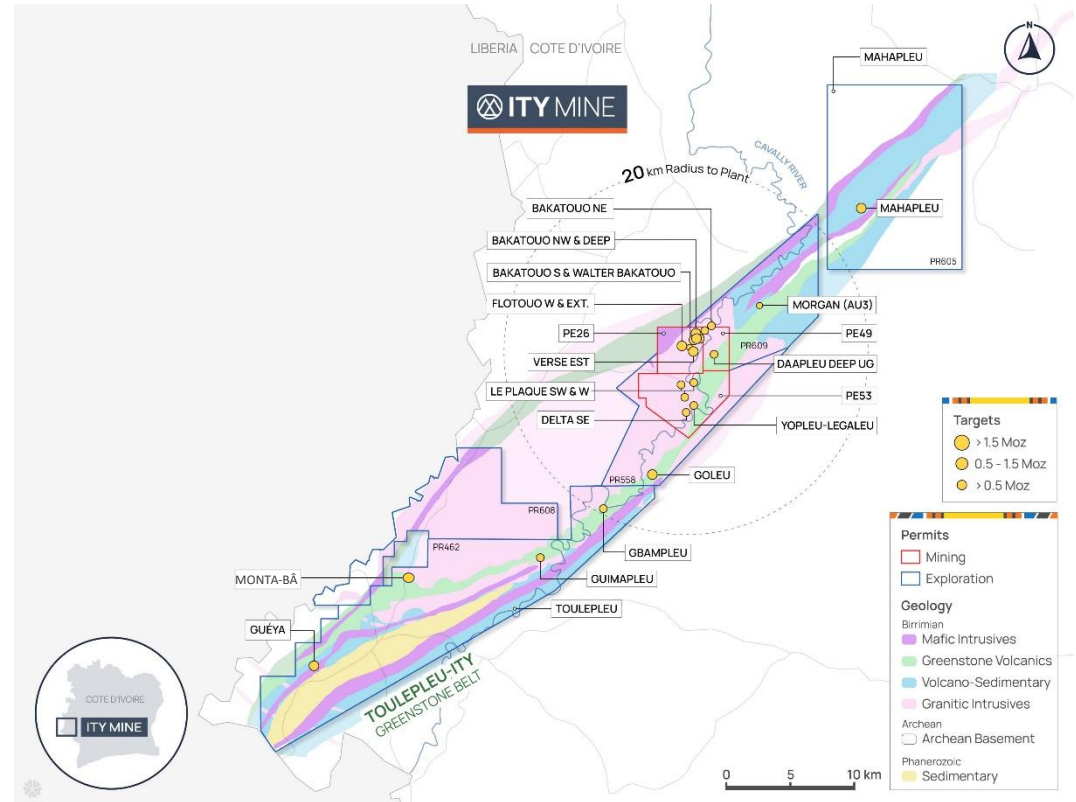 LIBERIA
COTE D'IVOIRE
N
ITY MINE
MAHAPLEU
CAVALLY RIVER
20 km Radius to Plant
BAKATOUO NE
MAHAPLEU
BAKATOUO NW & DEEP
BAKATOUO S & WALTER BAKATOUO
PR605
FLOTOUO W & EXT.
MORGAN (AU3)
PE26
PE49
PR609
VERSE EST
DAAPLEU DEEP UG
LE PLAQUE SW & W
PE53
DELTA SE
YOPLEU-LEGALEU
GOLEU
PR558
PR608
GBAMPLEU
PR462
MONTA-BÂ
GUIMAPLEU
TOULEPLEU
GUÉYA
TOULEPLEU-ITY
GREENSTONE BELT
COTE D'IVOIRE
ITY MINE
Targets
> 1.5 Moz
0.5 - 1.5 Moz
> 0.5 Moz
Permits
Mining
Exploration
Geology
Birrimian
Mafic Intrusives
Greenstone Volcanics
Volcano-Sedimentary
Granitic Intrusives
Archean
Archean Basement
Phanerozoic
Sedimentary
0 5 10 km